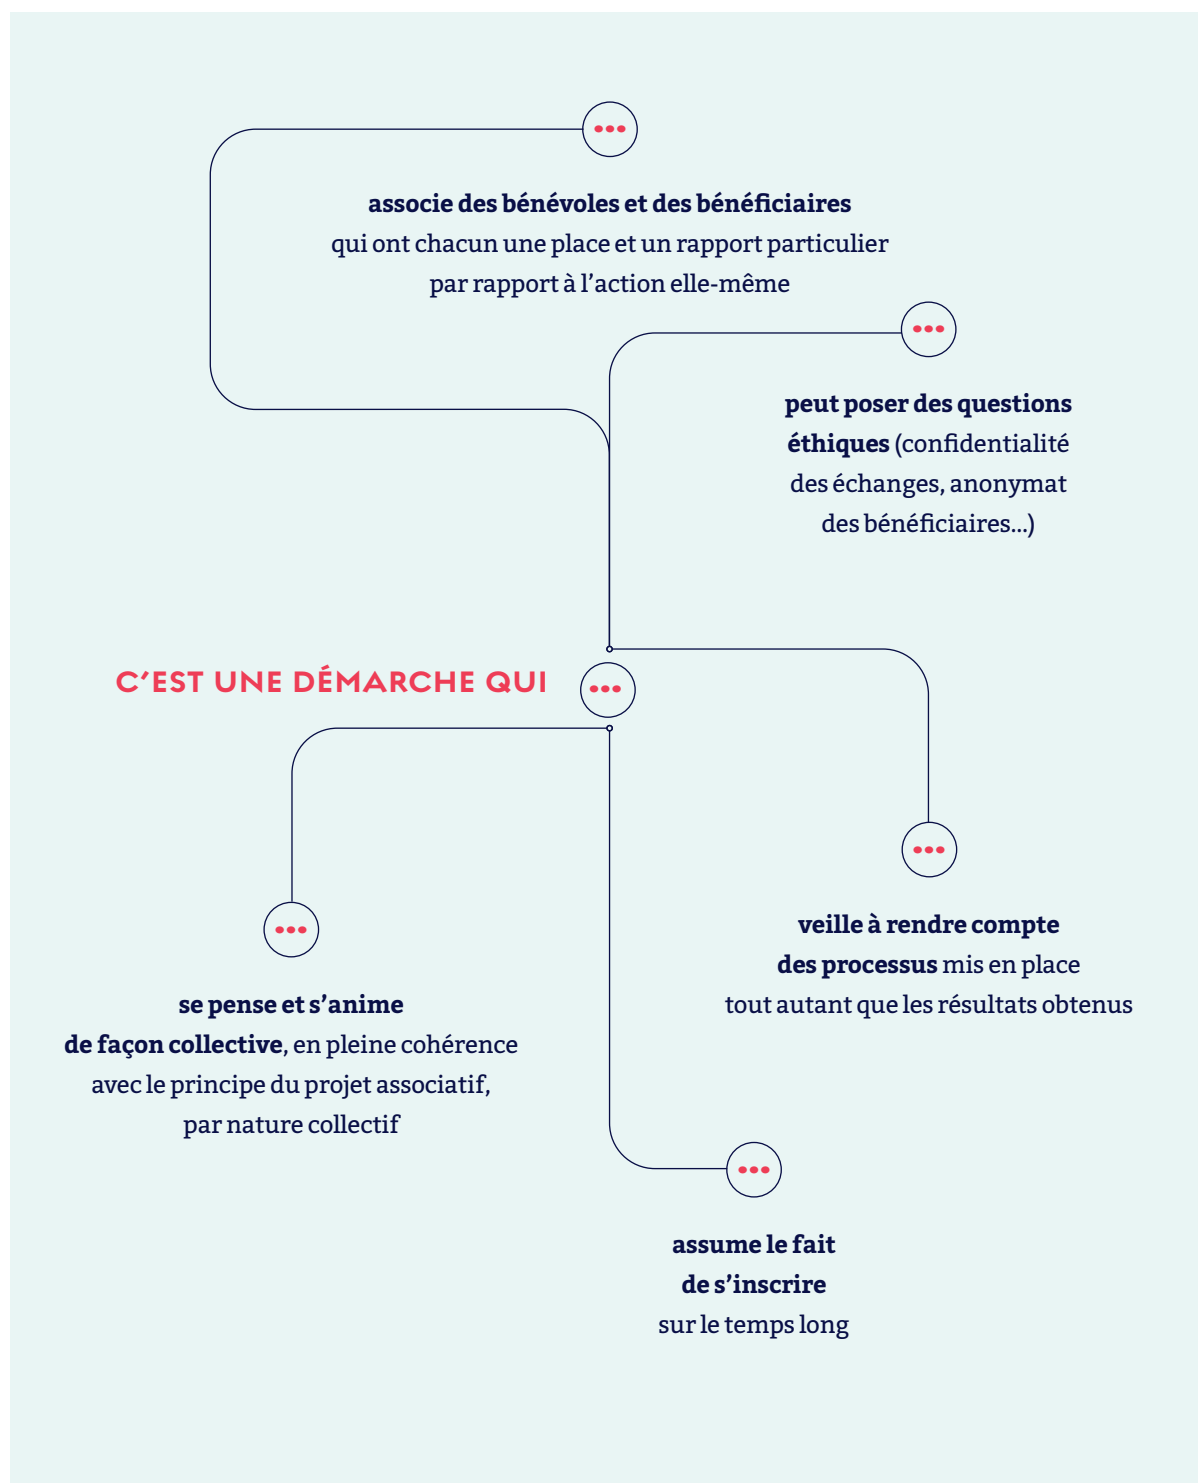 •••
associe des bénévoles et des bénéficiaires
qui ont chacun une place et un rapport particulier
par rapport à l’action elle-même
•••
peut poser des questions
éthiques (confidentialité
des échanges, anonymat
des bénéficiaires...)
C’EST UNE DÉMARCHE QUI •••
•••
veille à rendre compte
des processus mis en place
tout autant que les résultats obtenus
•••
se pense et s’anime
de façon collective, en pleine cohérence
avec le principe du projet associatif,
par nature collectif
•••
assume le fait
de s’inscrire
sur le temps long